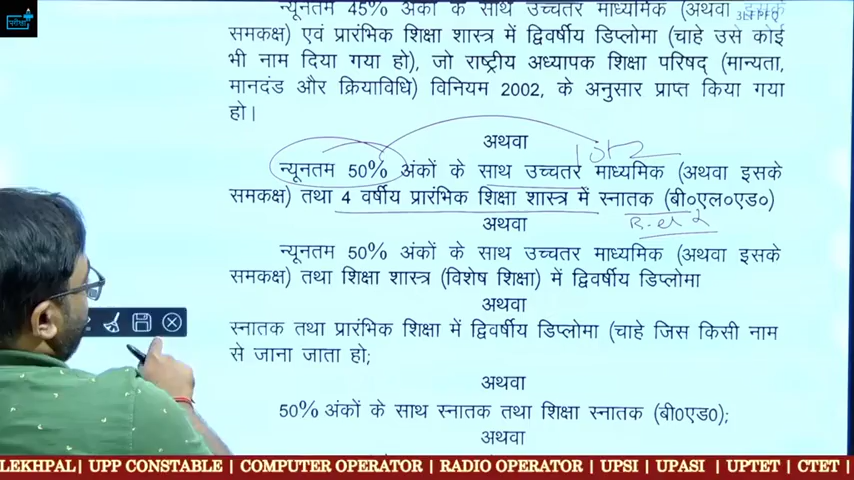 परीक्षा
न्यूनतम 45% अंकों के साथ उच्चतर माध्यमिक (अथवा इसके
समकक्ष) एवं प्रारंभिक शिक्षा शास्त्र में द्विवर्षीय डिप्लोमा (चाहे उसे कोई
भी नाम दिया गया हो), जो राष्ट्रीय अध्यापक शिक्षा परिषद् (मान्यता,
मानदंड और क्रियाविधि) विनियम 2002, के अनुसार प्राप्त किया गया
हो।
अथवा
10+2
न्यूनतम 50% अंकों के साथ उच्चतर माध्यमिक (अथवा इसके
समकक्ष) तथा 4 वर्षीय प्रारंभिक शिक्षा शास्त्र में स्नातक (बी०एल०एड०)
अथवा
न्यूनतम 50% अंकों के साथ उच्चतर माध्यमिक (अथवा इसके
समकक्ष) तथा शिक्षा शास्त्र (विशेष शिक्षा) में द्विवर्षीय डिप्लोमा
अथवा
स्नातक तथा प्रारंभिक शिक्षा में द्विवर्षीय डिप्लोमा (चाहे जिस किसी नाम
से जाना जाता हो;
अथवा
50% अंकों के साथ स्नातक तथा शिक्षा स्नातक (बी0एड0);
अथवा
LEKHPAL| UPP CONSTABLE| COMPUTER OPERATOR| RADIO OPERATOR| UPSI| UPASI | UPTET| CTET|